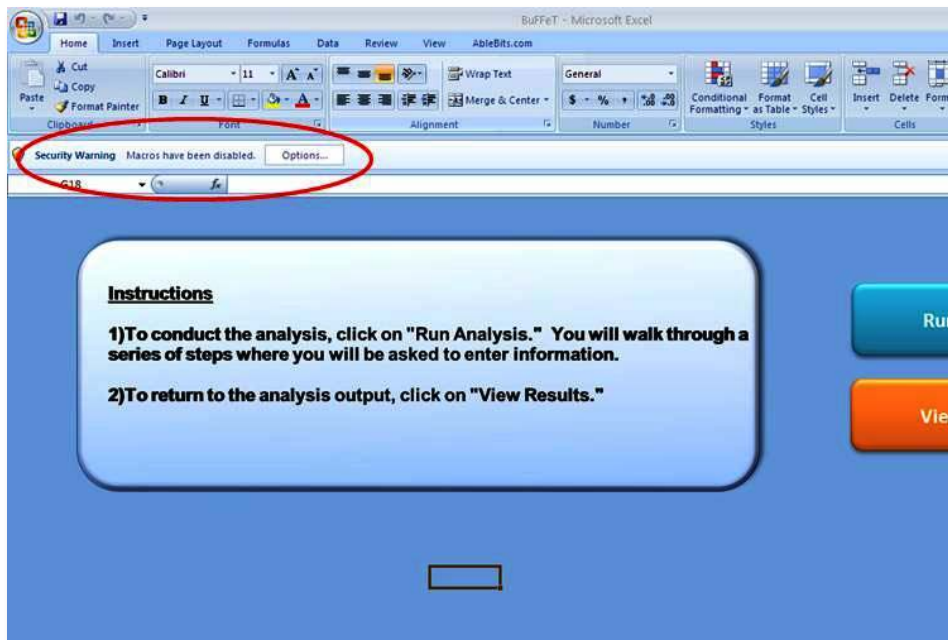 BuFFeT - Microsoft Excel
Home Insert Page Layout Formulas Data Review View AbleBits.com
Cut
Copy
Paste
Format Painter
Clipboard
Calibri 11 A A
B I U A
Font
Wrap Text
Merge & Center
Alignment
General
$ % , .00 .00
Number
Conditional Formatting
Format as Table
Cell Styles
Styles
Insert Delete Form
Cells
Security Warning Macros have been disabled. Options...
G18 fx
Instructions
1)To conduct the analysis, click on "Run Analysis." You will walk through a
series of steps where you will be asked to enter information.
2)To return to the analysis output, click on "View Results."
Run
Vie